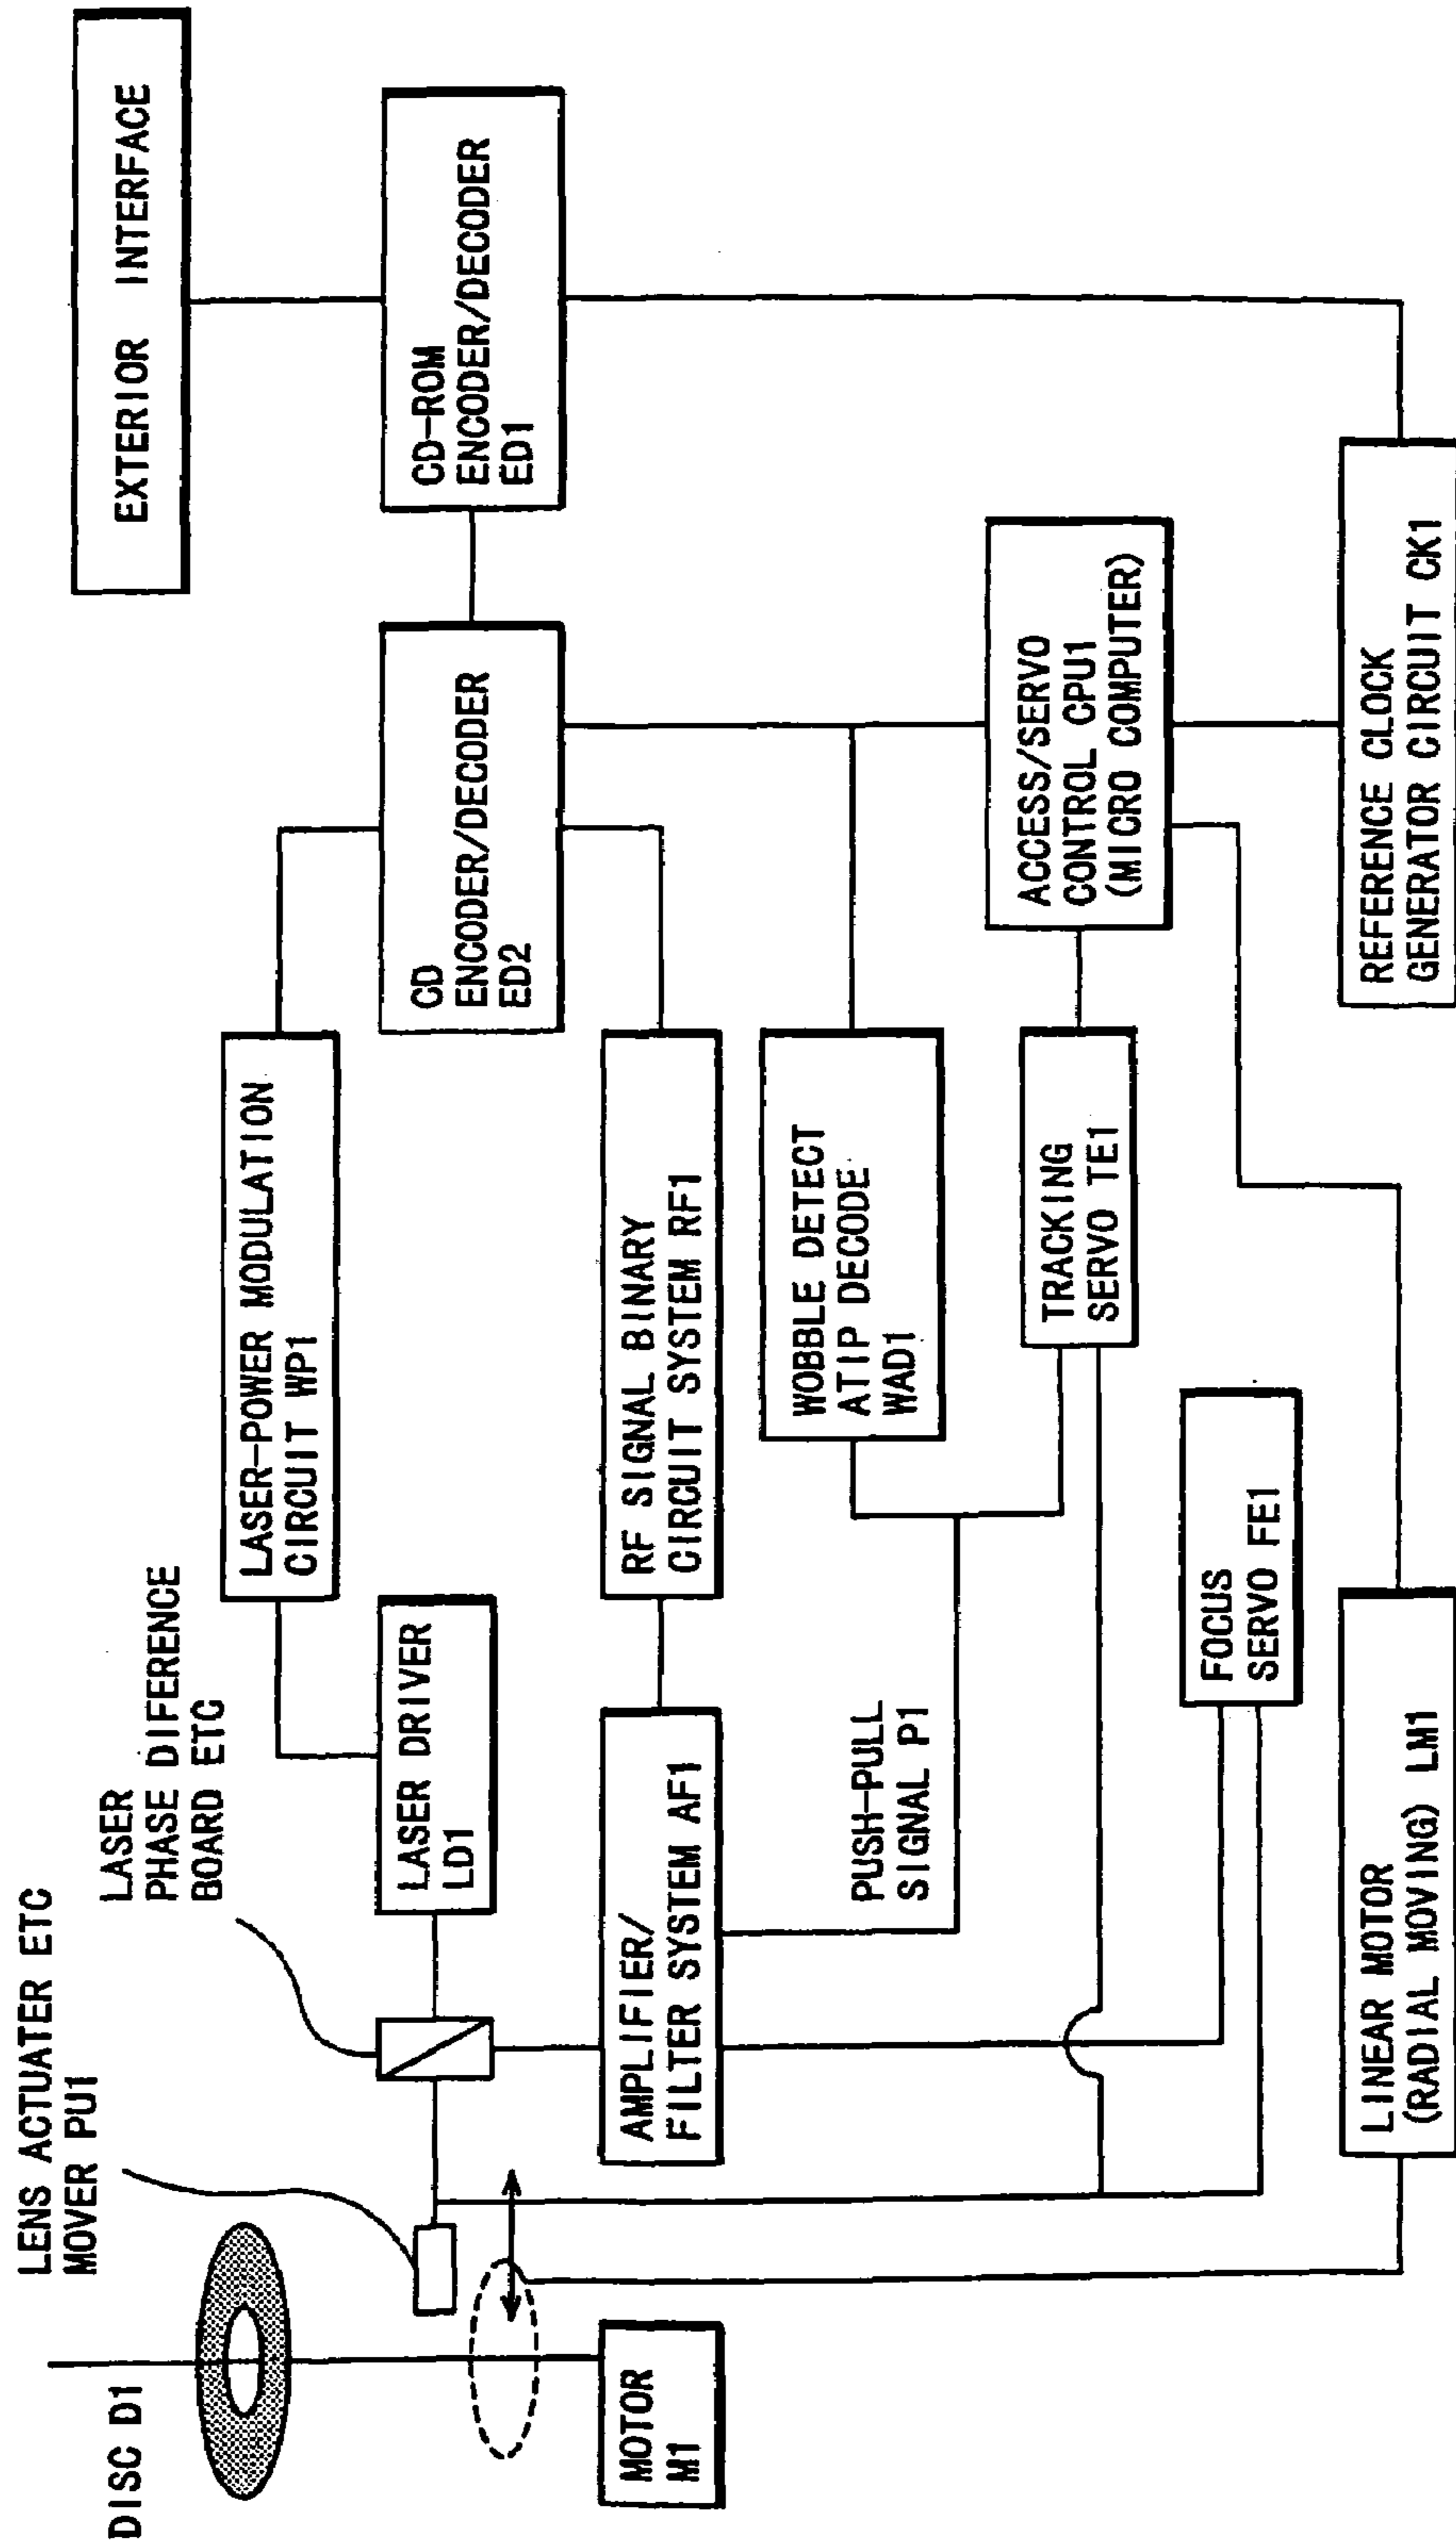 LENS ACTUATER ETC
MOVER PU1
DISC D1
LASER
PHASE DIFERENCE
BOARD ETC
EXTERIOR INTERFACE
LASER-POWER MODULATION
CIRCUIT WP1
LASER DRIVER
LD1
CD
ENCODER/DECODER
ED2
CD-ROM
ENCODER/DECODER
ED1
MOTOR
M1
AMPLIFIER/
FILTER SYSTEM AF1
RF SIGNAL BINARY
CIRCUIT SYSTEM RF1
PUSH-PULL
SIGNAL P1
WOBBLE DETECT
ATIP DECODE
WAD1
TRACKING
SERVO TE1
ACCESS/SERVO
CONTROL CPU1
(MICRO COMPUTER)
FOCUS
SERVO FE1
LINEAR MOTOR
(RADIAL MOVING) LM1
REFERENCE CLOCK
GENERATOR CIRCUIT CK1